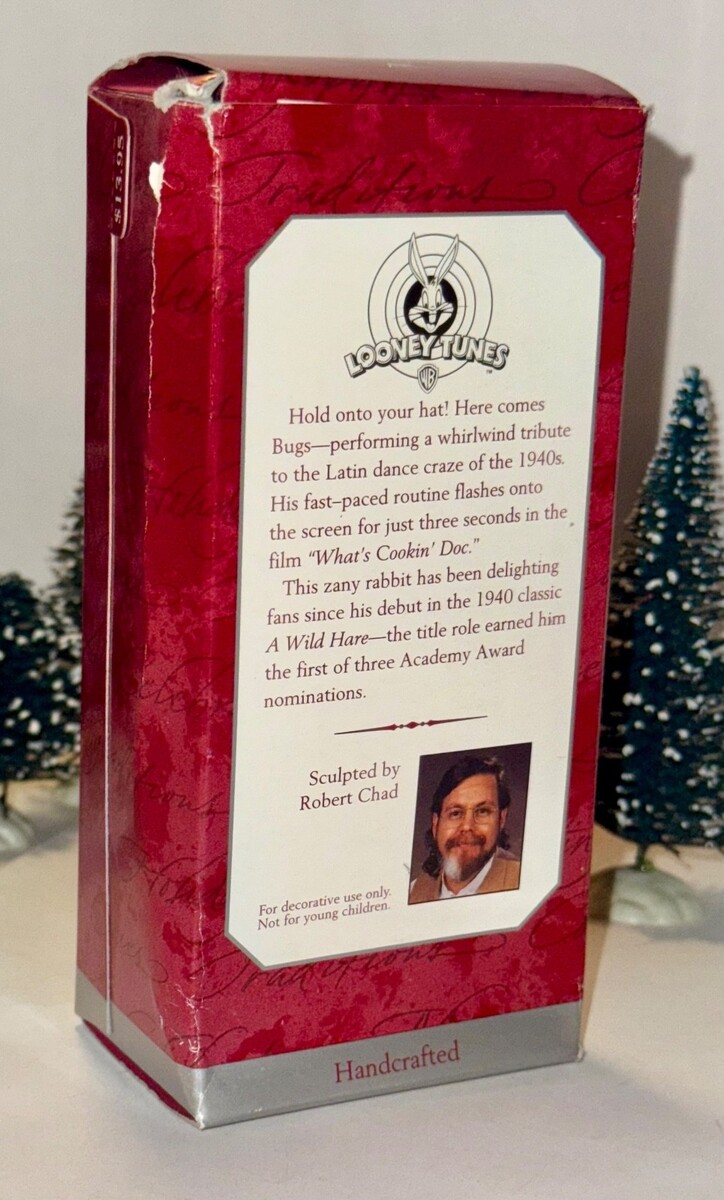 $13.95
Traditions
LOONEY TUNES
TM
WB
Hold onto your hat! Here comes
Bugs—performing a whirlwind tribute
to the Latin dance craze of the 1940s.
His fast–paced routine flashes onto
the screen for just three seconds in the
film “What's Cookin' Doc.”
This zany rabbit has been delighting
fans since his debut in the 1940 classic
A Wild Hare—the title role earned him
the first of three Academy Award
nominations.
Sculpted by
Robert Chad
For decorative use only.
Not for young children.
Traditions
Handcrafted